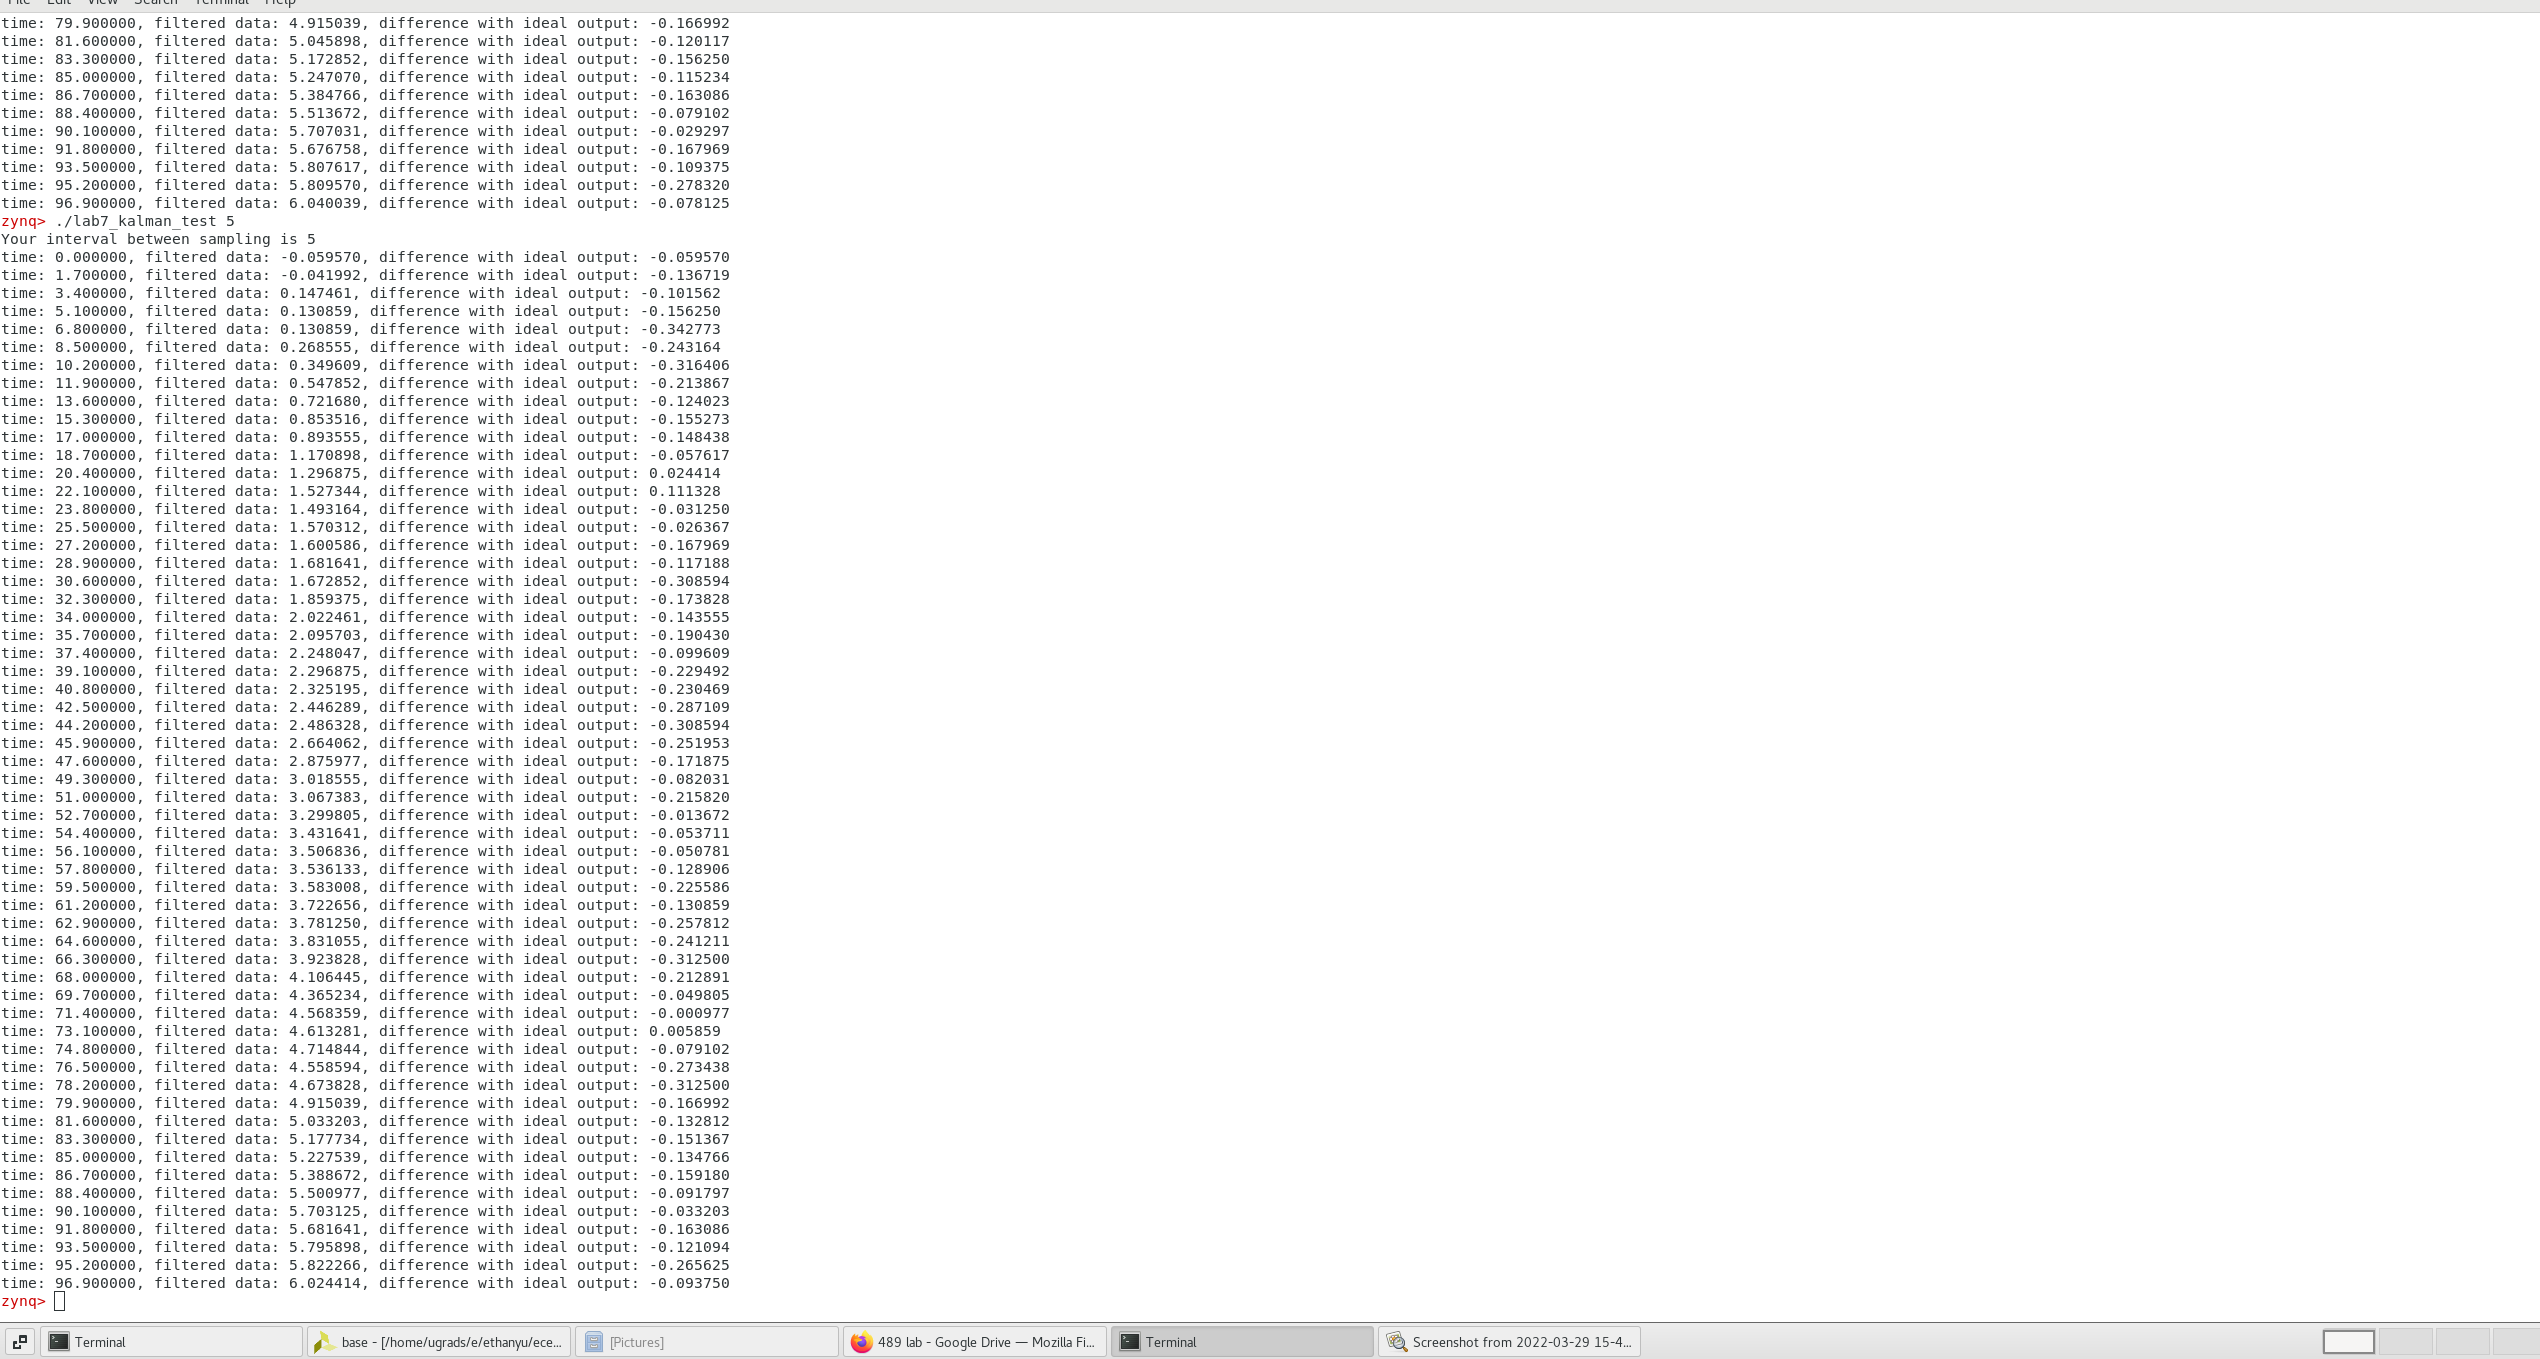 File Edit View Search Terminal Help
time: 79.900000, filtered data: 4.915039, difference with ideal output: -0.166992
time: 81.600000, filtered data: 5.045898, difference with ideal output: -0.120117
time: 83.300000, filtered data: 5.172852, difference with ideal output: -0.156250
time: 85.000000, filtered data: 5.247070, difference with ideal output: -0.115234
time: 86.700000, filtered data: 5.384766, difference with ideal output: -0.163086
time: 88.400000, filtered data: 5.513672, difference with ideal output: -0.079102
time: 90.100000, filtered data: 5.707031, difference with ideal output: -0.029297
time: 91.800000, filtered data: 5.676758, difference with ideal output: -0.167969
time: 93.500000, filtered data: 5.807617, difference with ideal output: -0.109375
time: 95.200000, filtered data: 5.809570, difference with ideal output: -0.278320
time: 96.900000, filtered data: 6.040039, difference with ideal output: -0.078125
zynq> ./lab7_kalman_test 5
Your interval between sampling is 5
time: 0.000000, filtered data: -0.059570, difference with ideal output: -0.059570
time: 1.700000, filtered data: -0.041992, difference with ideal output: -0.136719
time: 3.400000, filtered data: 0.147461, difference with ideal output: -0.101562
time: 5.100000, filtered data: 0.130859, difference with ideal output: -0.156250
time: 6.800000, filtered data: 0.130859, difference with ideal output: -0.342773
time: 8.500000, filtered data: 0.268555, difference with ideal output: -0.243164
time: 10.200000, filtered data: 0.349609, difference with ideal output: -0.316406
time: 11.900000, filtered data: 0.547852, difference with ideal output: -0.213867
time: 13.600000, filtered data: 0.721680, difference with ideal output: -0.124023
time: 15.300000, filtered data: 0.853516, difference with ideal output: -0.155273
time: 17.000000, filtered data: 0.893555, difference with ideal output: -0.148438
time: 18.700000, filtered data: 1.170898, difference with ideal output: -0.057617
time: 20.400000, filtered data: 1.296875, difference with ideal output: 0.024414
time: 22.100000, filtered data: 1.527344, difference with ideal output: 0.111328
time: 23.800000, filtered data: 1.493164, difference with ideal output: -0.031250
time: 25.500000, filtered data: 1.570312, difference with ideal output: -0.026367
time: 27.200000, filtered data: 1.600586, difference with ideal output: -0.167969
time: 28.900000, filtered data: 1.681641, difference with ideal output: -0.117188
time: 30.600000, filtered data: 1.672852, difference with ideal output: -0.308594
time: 32.300000, filtered data: 1.859375, difference with ideal output: -0.173828
time: 34.000000, filtered data: 2.022461, difference with ideal output: -0.143555
time: 35.700000, filtered data: 2.095703, difference with ideal output: -0.190430
time: 37.400000, filtered data: 2.248047, difference with ideal output: -0.099609
time: 39.100000, filtered data: 2.296875, difference with ideal output: -0.229492
time: 40.800000, filtered data: 2.325195, difference with ideal output: -0.230469
time: 42.500000, filtered data: 2.446289, difference with ideal output: -0.287109
time: 44.200000, filtered data: 2.486328, difference with ideal output: -0.308594
time: 45.900000, filtered data: 2.664062, difference with ideal output: -0.251953
time: 47.600000, filtered data: 2.875977, difference with ideal output: -0.171875
time: 49.300000, filtered data: 3.018555, difference with ideal output: -0.082031
time: 51.000000, filtered data: 3.067383, difference with ideal output: -0.215820
time: 52.700000, filtered data: 3.299805, difference with ideal output: -0.013672
time: 54.400000, filtered data: 3.431641, difference with ideal output: -0.053711
time: 56.100000, filtered data: 3.506836, difference with ideal output: -0.050781
time: 57.800000, filtered data: 3.536133, difference with ideal output: -0.128906
time: 59.500000, filtered data: 3.583008, difference with ideal output: -0.225586
time: 61.200000, filtered data: 3.722656, difference with ideal output: -0.130859
time: 62.900000, filtered data: 3.781250, difference with ideal output: -0.257812
time: 64.600000, filtered data: 3.831055, difference with ideal output: -0.241211
time: 66.300000, filtered data: 3.923828, difference with ideal output: -0.312500
time: 68.000000, filtered data: 4.106445, difference with ideal output: -0.212891
time: 69.700000, filtered data: 4.365234, difference with ideal output: -0.049805
time: 71.400000, filtered data: 4.568359, difference with ideal output: -0.000977
time: 73.100000, filtered data: 4.613281, difference with ideal output: 0.005859
time: 74.800000, filtered data: 4.714844, difference with ideal output: -0.079102
time: 76.500000, filtered data: 4.558594, difference with ideal output: -0.273438
time: 78.200000, filtered data: 4.673828, difference with ideal output: -0.312500
time: 79.900000, filtered data: 4.915039, difference with ideal output: -0.166992
time: 81.600000, filtered data: 5.033203, difference with ideal output: -0.132812
time: 83.300000, filtered data: 5.177734, difference with ideal output: -0.151367
time: 85.000000, filtered data: 5.227539, difference with ideal output: -0.134766
time: 86.700000, filtered data: 5.388672, difference with ideal output: -0.159180
time: 88.400000, filtered data: 5.500977, difference with ideal output: -0.091797
time: 90.100000, filtered data: 5.703125, difference with ideal output: -0.033203
time: 91.800000, filtered data: 5.681641, difference with ideal output: -0.163086
time: 93.500000, filtered data: 5.795898, difference with ideal output: -0.121094
time: 95.200000, filtered data: 5.822266, difference with ideal output: -0.265625
time: 96.900000, filtered data: 6.024414, difference with ideal output: -0.093750
zynq>
Terminal
base - [/home/ugrads/e/ethanyu/ece...
[Pictures]
489 lab - Google Drive — Mozilla Fi...
Terminal
Screenshot from 2022-03-29 15-4...